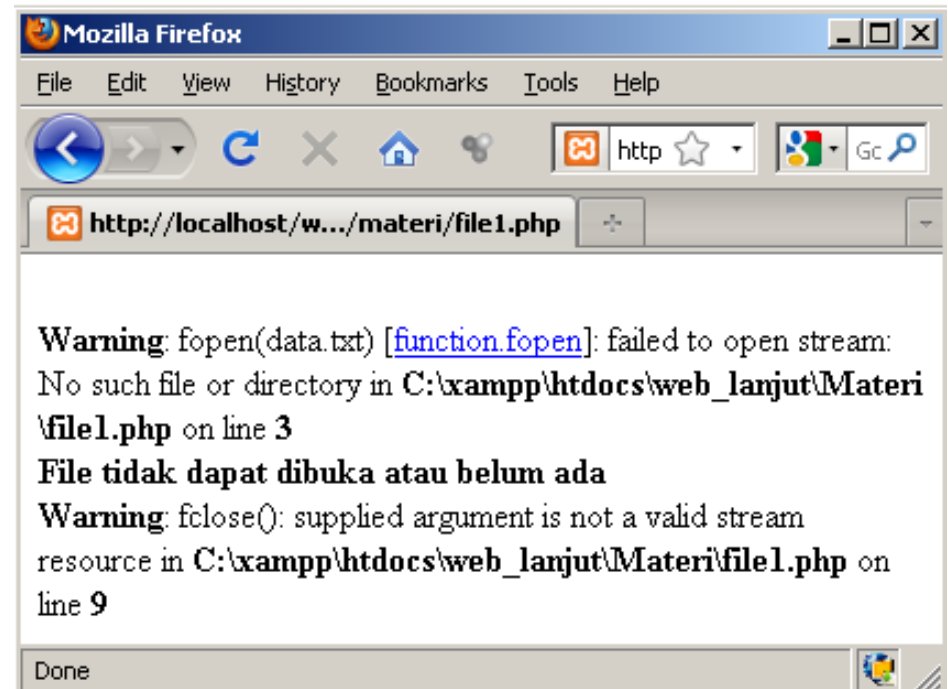 Mozilla Firefox
File Edit View History Bookmarks Tools Help
http Gc
http://localhost/w.../materi/file1.php
Warning: fopen(data.txt) [function.fopen]: failed to open stream:
No such file or directory in C:\xampp\htdocs\web_lanjut\Materi
\file1.php on line 3
File tidak dapat dibuka atau belum ada
Warning: fclose(): supplied argument is not a valid stream
resource in C:\xampp\htdocs\web_lanjut\Materi\file1.php on
line 9
Done